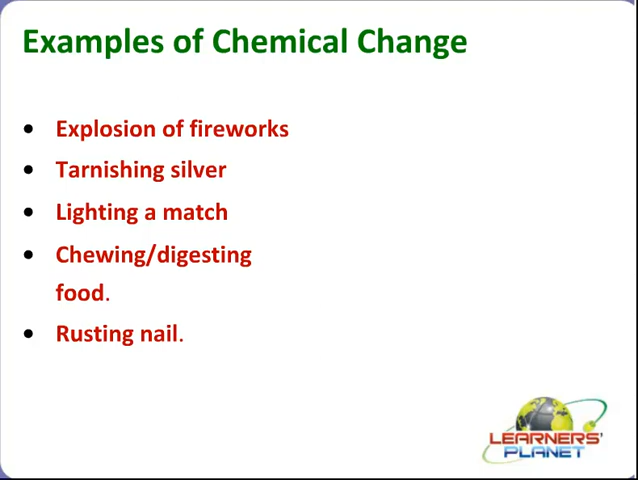 Examples of Chemical Change
• Explosion of fireworks
• Tarnishing silver
• Lighting a match
• Chewing/digesting
food.
• Rusting nail.
LEARNERS'
PLANET